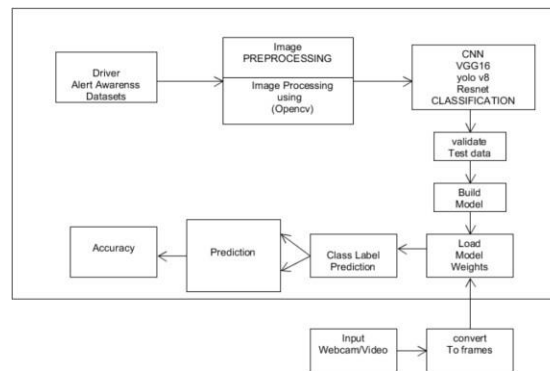 Driver
Alert Awarenss
Datasets
Image
PREPROCESSING
Image Processing
using
(Opencv)
CNN
VGG16
yolo v8
Resnet
CLASSIFICATION
validate
Test data
Build
Model
Load
Model
Weights
Class Label
Prediction
Prediction
Accuracy
Input
Webcam/Video
convert
To frames